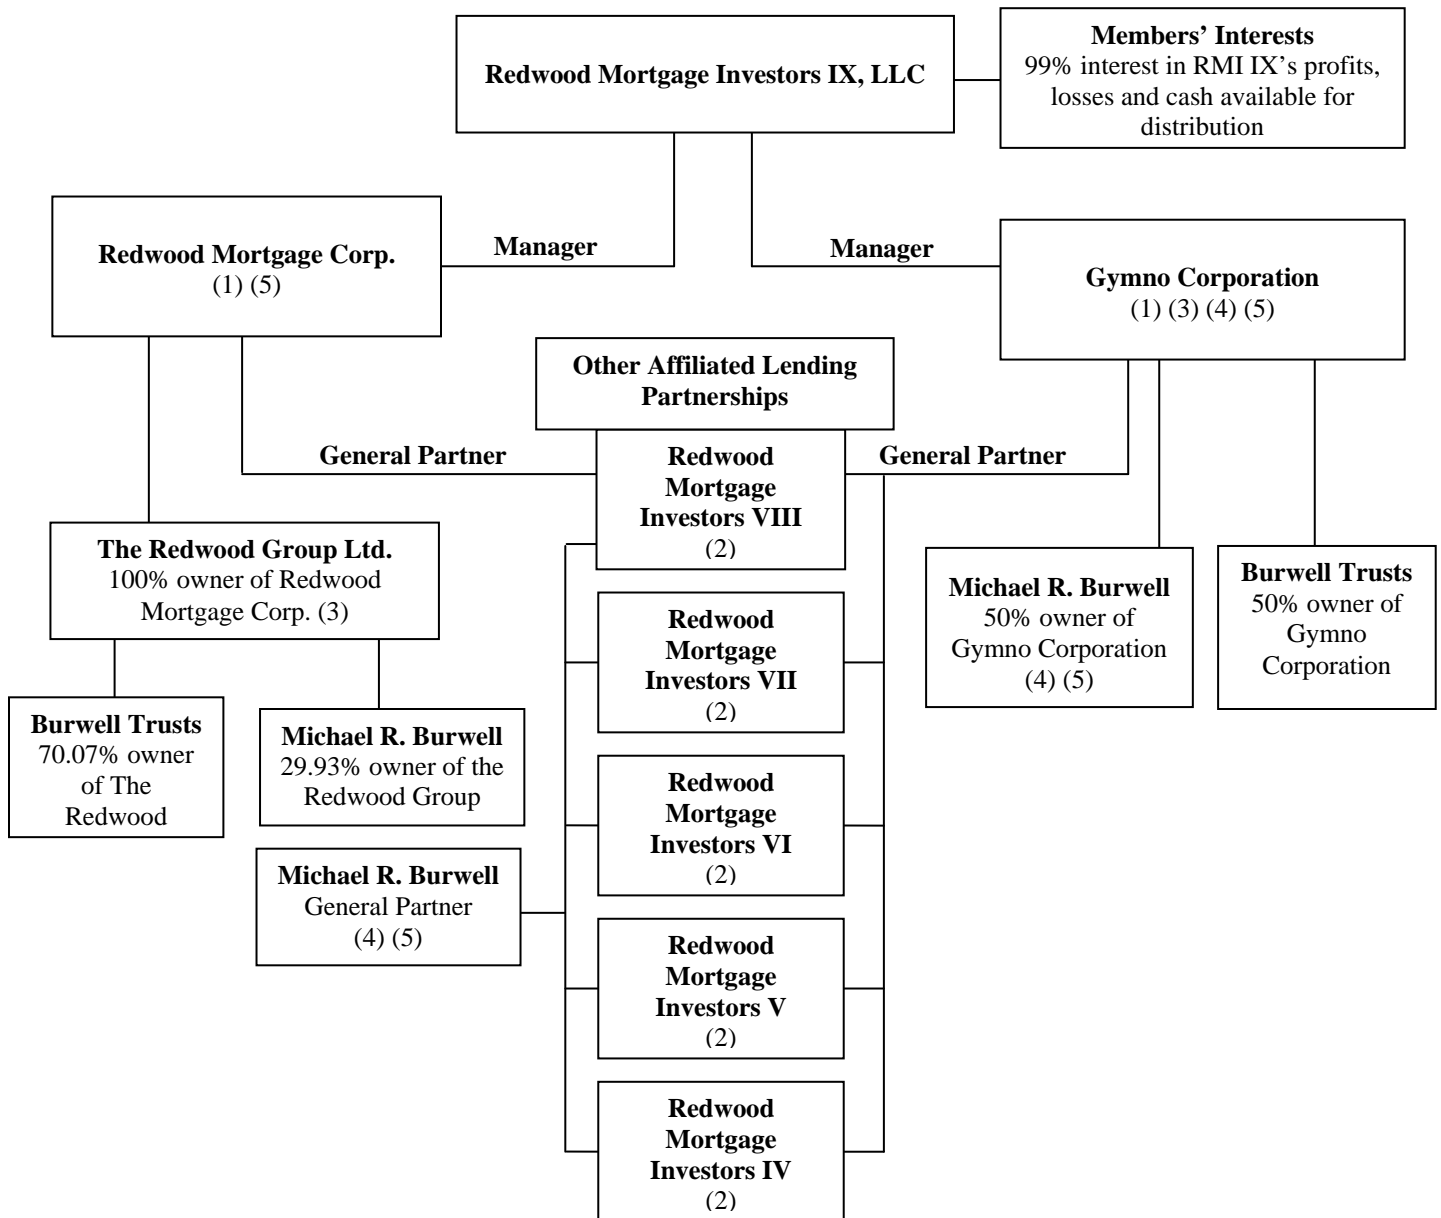 Redwood Mortgage Investors IX, LLC
Members’ Interests
99% interest in RMI IX’s profits,
losses and cash available for
distribution
Redwood Mortgage Corp.
(1) (5)
Manager
Manager
Gymno Corporation
(1) (3) (4) (5)
Other Affiliated Lending
Partnerships
General Partner
Redwood
Mortgage
Investors VIII
(2)
General Partner
The Redwood Group Ltd.
100% owner of Redwood
Mortgage Corp. (3)
Michael R. Burwell
50% owner of
Gymno Corporation
(4) (5)
Burwell Trusts
50% owner of
Gymno
Corporation
Redwood
Mortgage
Investors VII
(2)
Burwell Trusts
70.07% owner
of The
Redwood
Michael R. Burwell
29.93% owner of the
Redwood Group
Redwood
Mortgage
Investors VI
(2)
Michael R. Burwell
General Partner
(4) (5)
Redwood
Mortgage
Investors V
(2)
Redwood
Mortgage
Investors IV
(2)